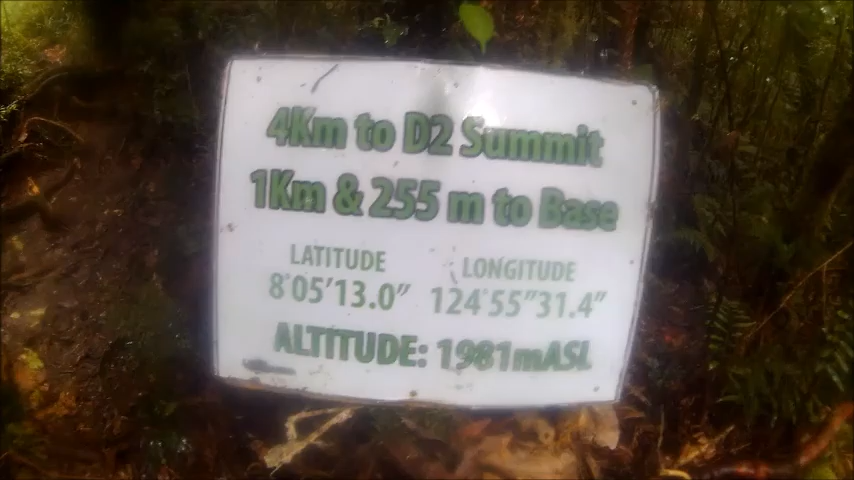 4Km to D2 Summit
1Km & 255 m to Base
LATITUDE LONGITUDE
8°05'13.0" 124°55"31.4"
ALTITUDE: 1981mASL